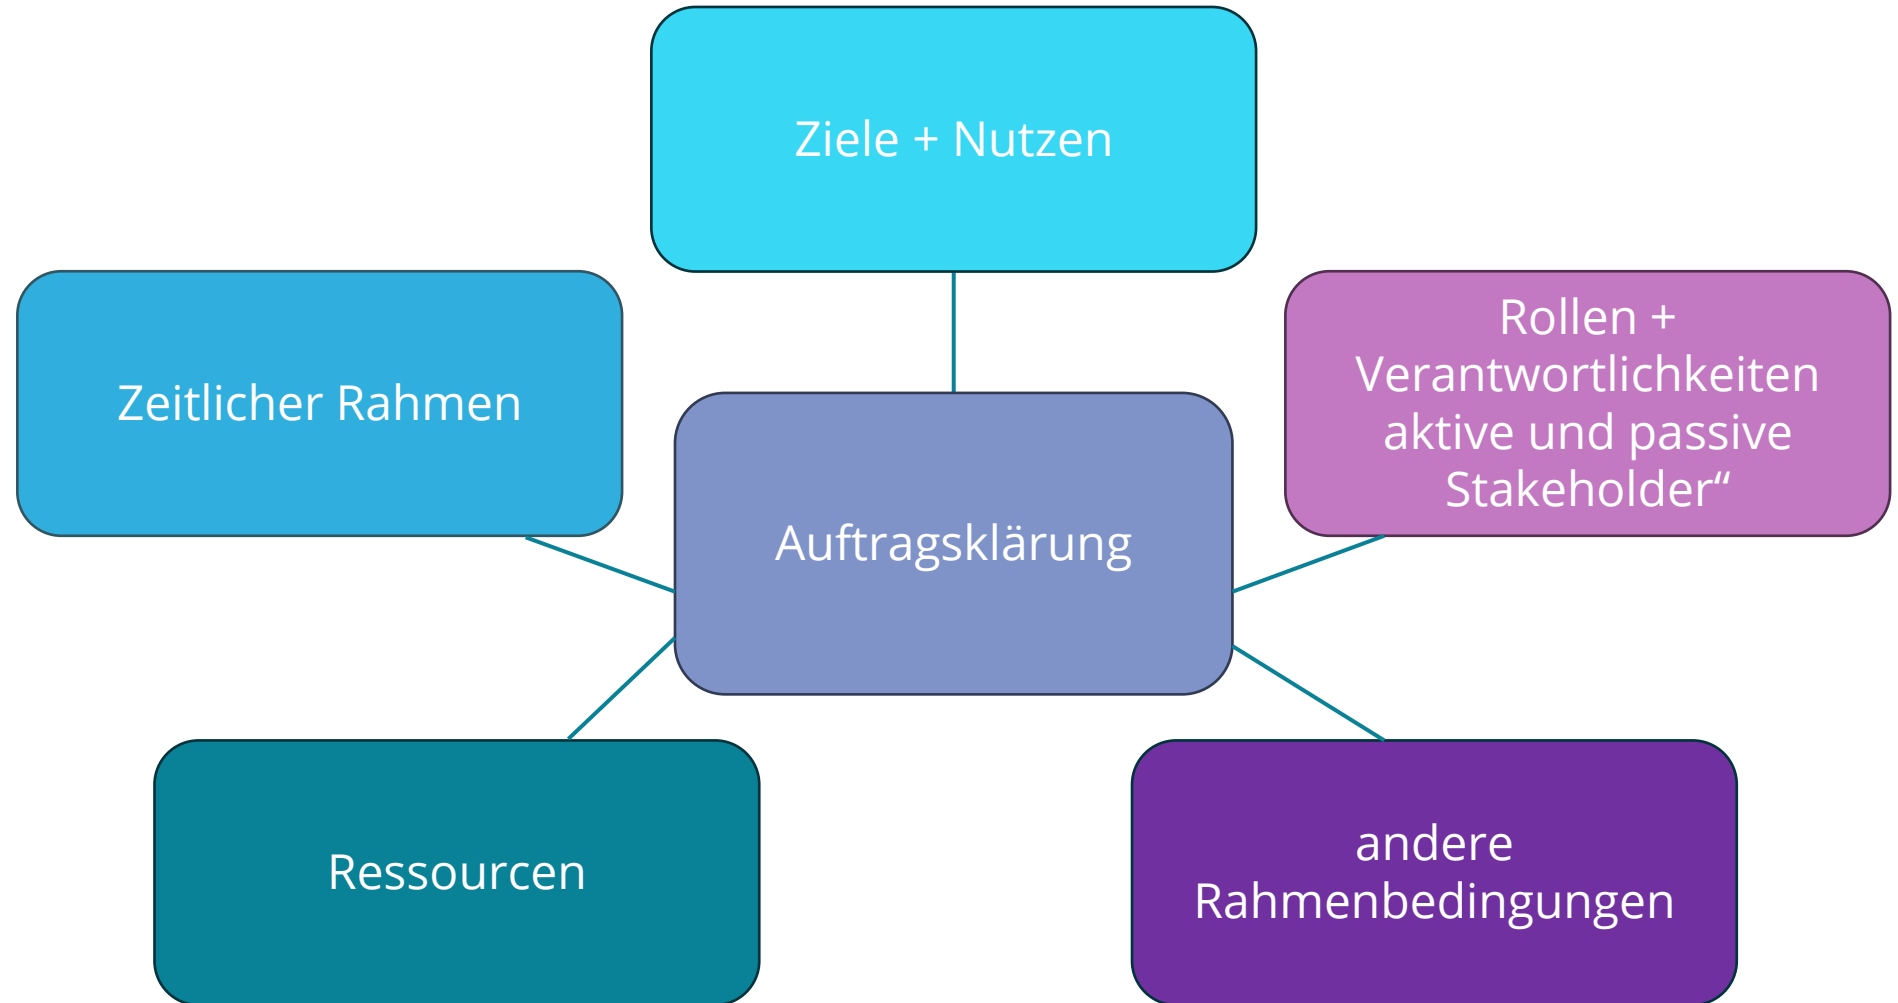 Ziele + Nutzen
Zeitlicher Rahmen
Rollen +
Verantwortlichkeiten
aktive und passive
Stakeholder“
Auftragsklärung
Ressourcen
andere
Rahmenbedingungen